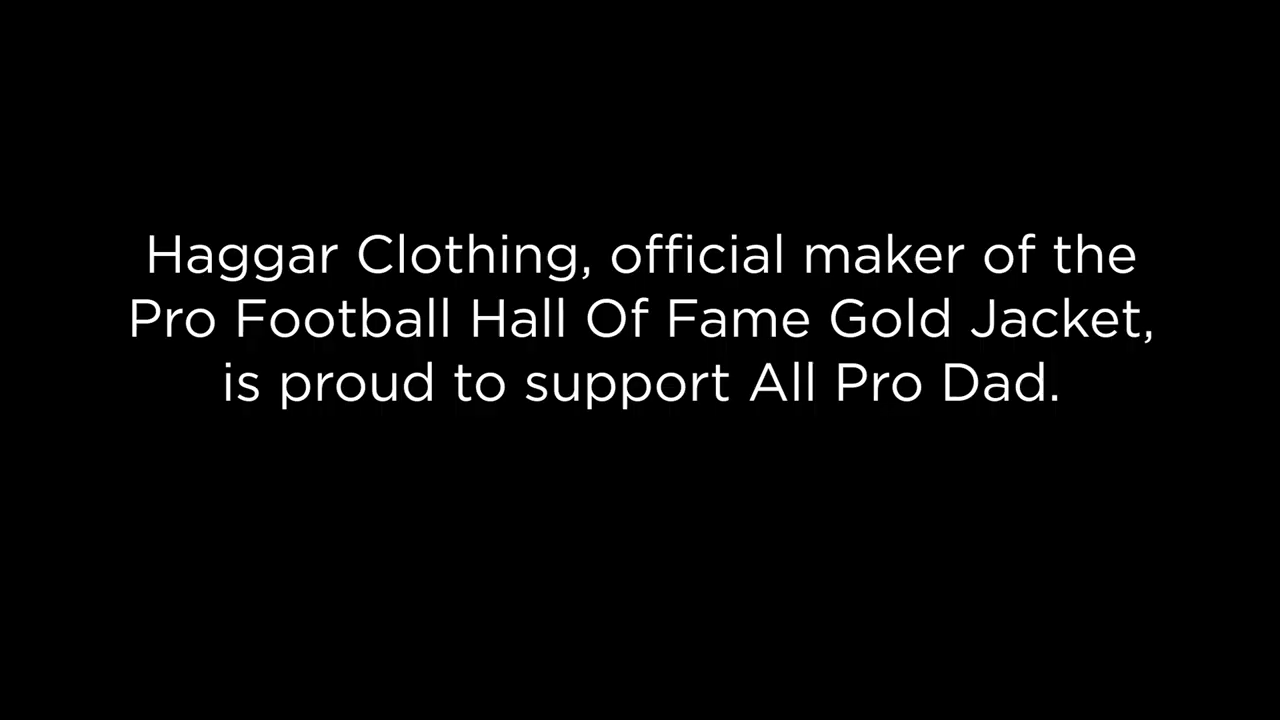 Haggar Clothing, official maker of the
Pro Football Hall Of Fame Gold Jacket,
is proud to support All Pro Dad.